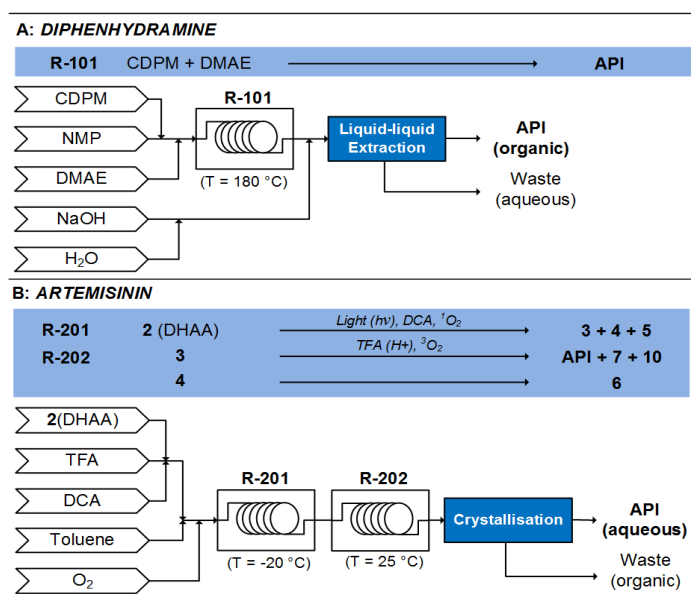 A: DIPHENHYDRAMINE
R-101 CDPM + DMAE API
CDPM
NMP
DMAE
NaOH
H₂O
R-101
(T = 180 °C)
Liquid-liquid
Extraction
API
(organic)
Waste
(aqueous)
B: ARTEMISININ
R-201 2 (DHAA) Light (hv), DCA, ¹O₂ 3 + 4 + 5
R-202 3 TFA (H+), ³O₂ API + 7 + 10
4 6
2(DHAA)
TFA
DCA
Toluene
O₂
R-201
(T = -20 °C)
R-202
(T = 25 °C)
Crystallisation
API
(aqueous)
Waste
(organic)